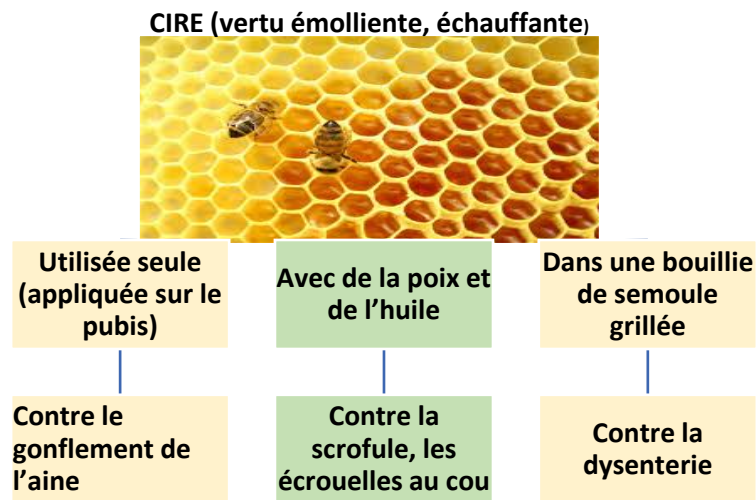 CIRE (vertu émolliente, échauffante)
Utilisée seule
(appliquée sur le
pubis)
Avec de la poix et
de l’huile
Dans une bouillie
de semoule
grillée
Contre le
gonflement de
l’aine
Contre la
scrofule, les
écrouelles au cou
Contre la
dysenterie